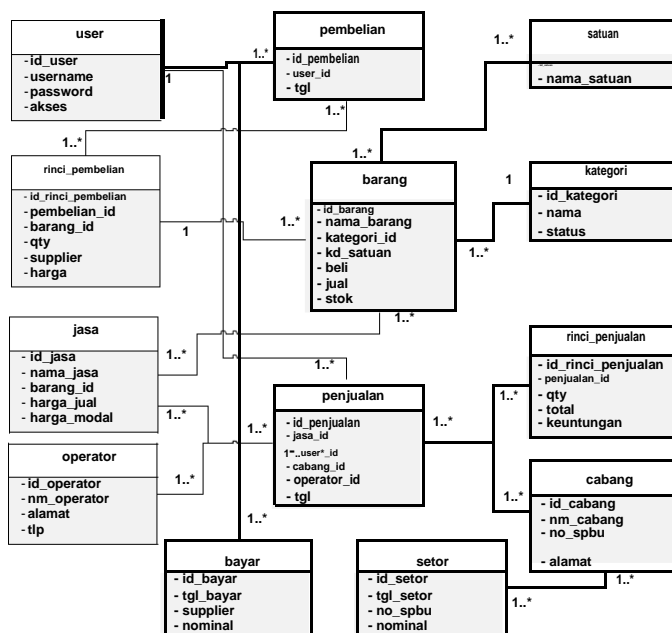 user
- id_user
- username
- password
- akses
1
pembelian
- id_pembelian
- user_id
- tgl
1..*
1..*
satuan
- nama_satuan
1..*
1..*
rinci_pembelian
- id_rinci_pembelian
- pembelian_id
- barang_id
- qty
- supplier
- harga
1..*
1
barang
- id_barang
- nama_barang
- kategori_id
- kd_satuan
- beli
- jual
- stok
1..*
1..*
1..*
1..*
kategori
- id_kategori
- nama
- status
1
jasa
- id_jasa
- nama_jasa
- barang_id
- harga_jual
- harga_modal
1..*
1..*
operator
- id_operator
- nm_operator
- alamat
- tlp
1..*
penjualan
- id_penjualan
- jasa_id
1-..user*_id
- cabang_id
- operator_id
- tgl
1..*
1..*
rinci_penjualan
- id_rinci_penjualan
- penjualan_id
- qty
- total
- keuntungan
1..*
cabang
- id_cabang
- nm_cabang
- no_spbu
- alamat
1..*
1..*
bayar
- id_bayar
- tgl_bayar
- supplier
- nominal
1..*
setor
- id_setor
- tgl_setor
- no_spbu
- nominal
1..*